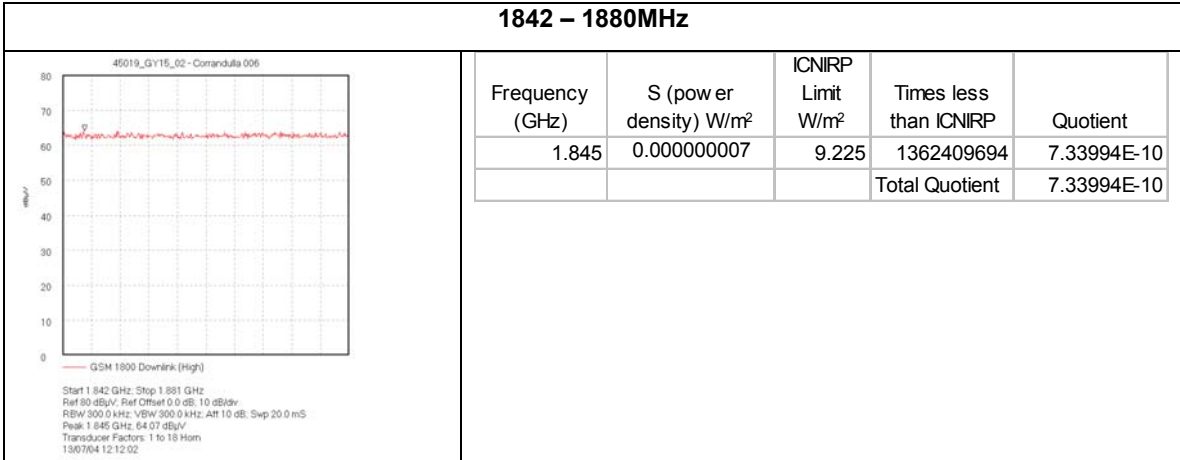 1842 – 1880MHz
45019_GY15_02 - Corrandulla 006
80
70
60
50
40
30
20
10
0
dBµV
GSM 1800 Downlink (High)
Start 1.842 GHz; Stop 1.881 GHz
Ref 80 dBµV; Ref Offset 0.0 dB; 10 dB/div
RBW 300.0 kHz; VBW 300.0 kHz; Att 10 dB; Swp 20.0 mS
Peak 1.845 GHz, 64.07 dBµV
Transducer Factors: 1 to 18 Horn
13/07/04 12:12:02
Frequency (GHz) S (pow er density) W/m² ICNIRP Limit W/m² Times less than ICNIRP Quotient
1.845 0.000000007 9.225 1362409694 7.33994E-10
Total Quotient 7.33994E-10